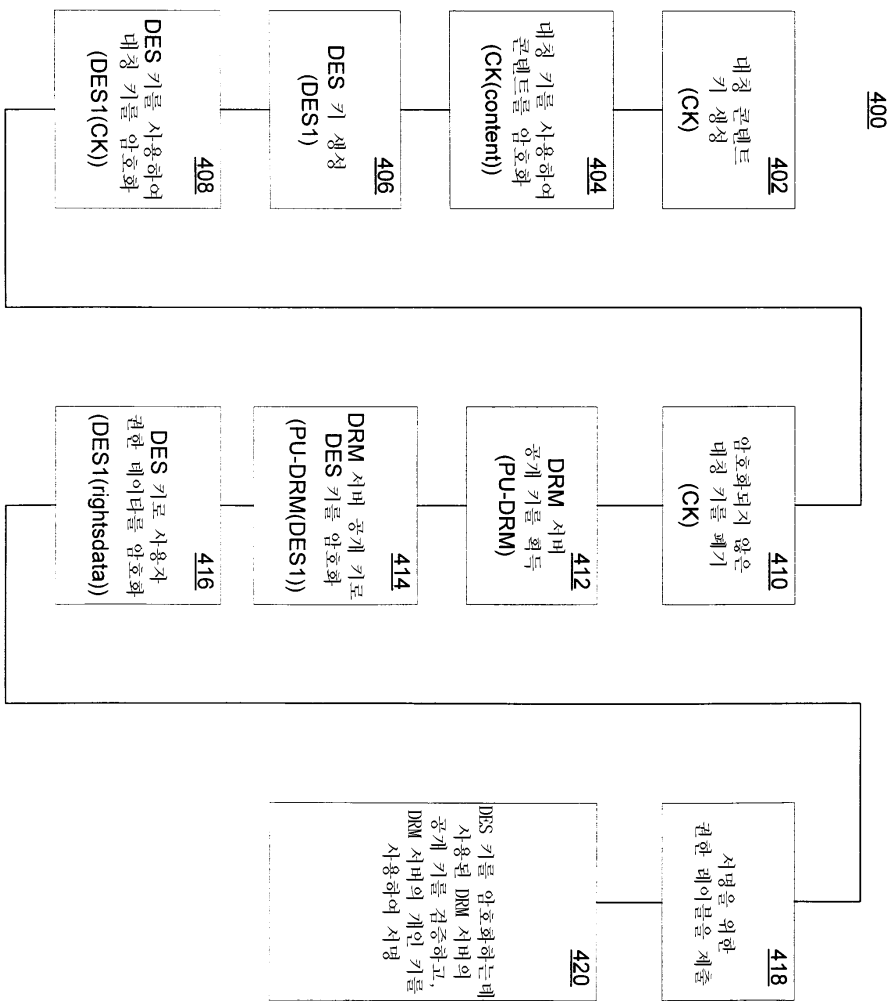 400
402
대칭 콘텐트
키 생성
(CK)
404
대칭 키를 사용하여
콘텐트를 암호화
(CK(content))
406
DES 키 생성
(DES1)
408
DES 키를 사용하여
대칭 키를 암호화
(DES1(CK))
410
암호화되지 않은
대칭 키를 폐기
(CK)
412
DRM 서버
공개 키를 획득
(PU-DRM)
414
DRM 서버 공개 키로
DES 키를 암호화
(PU-DRM(DES1))
416
DES 키로 사용자
권한 데이타를 암호화
(DES1(rightsdata))
418
서명을 위한
권한 레이블을 제출
420
DES 키를 암호화하는데
사용된 DRM 서버의
공개 키를 검증하고,
DRM 서버의 개인 키를
사용하여 서명